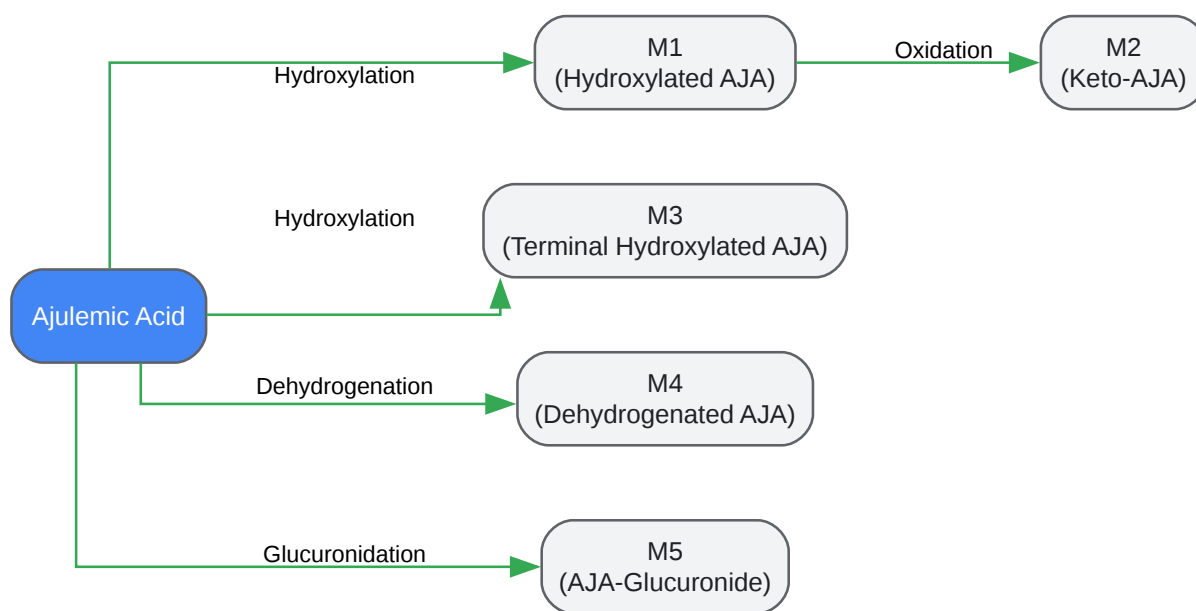 M1
(Hydroxylated AJA)
Oxidation
M2
(Keto-AJA)
Hydroxylation
M3
(Terminal Hydroxylated AJA)
Hydroxylation
Ajulemic Acid
Dehydrogenation
M4
(Dehydrogenated AJA)
Glucuronidation
M5
(AJA-Glucuronide)